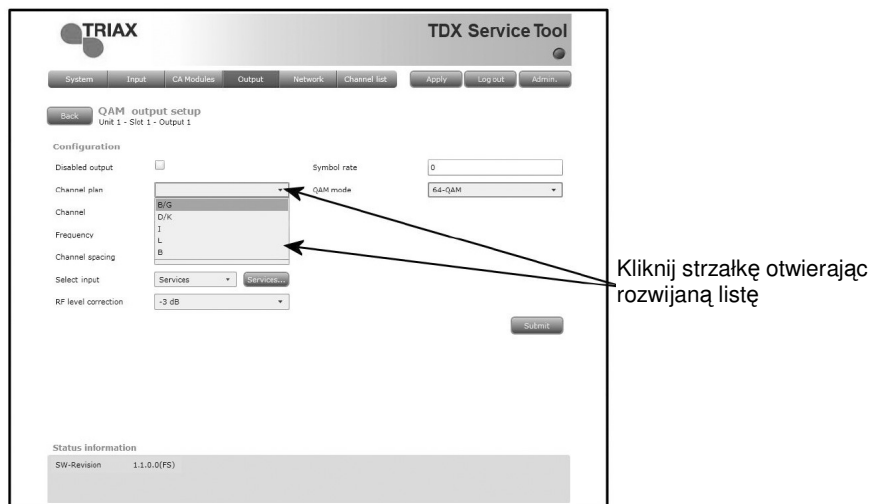 TRIAX TDX Service Tool
System Input CA Modules Output Network Channel list Apply Log out Admin.
Back QAM output setup
Unit 1 - Slot 1 - Output 1
Configuration
Disabled output Symbol rate 0
Channel plan QAM mode 64-QAM
B/G
Channel D/K
I
Frequency L
Channel spacing B
Select input Services Services...
RF level correction -3 dB
Submit
Kliknij strzałkę otwierając
rozwijaną listę
Status information
SW-Revision 1.1.0.0(FS)